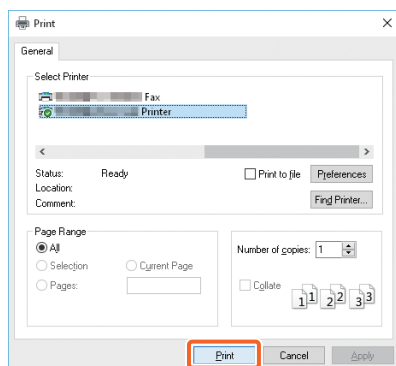 Print
General
Select Printer
Fax
Printer
Status: Ready
Print to file
Preferences
Location:
Comment:
Find Printer...
Page Range
All
Selection
Current Page
Pages:
Number of copies: 1
Collate
1 1 2 2 3 3
Print
Cancel
Apply